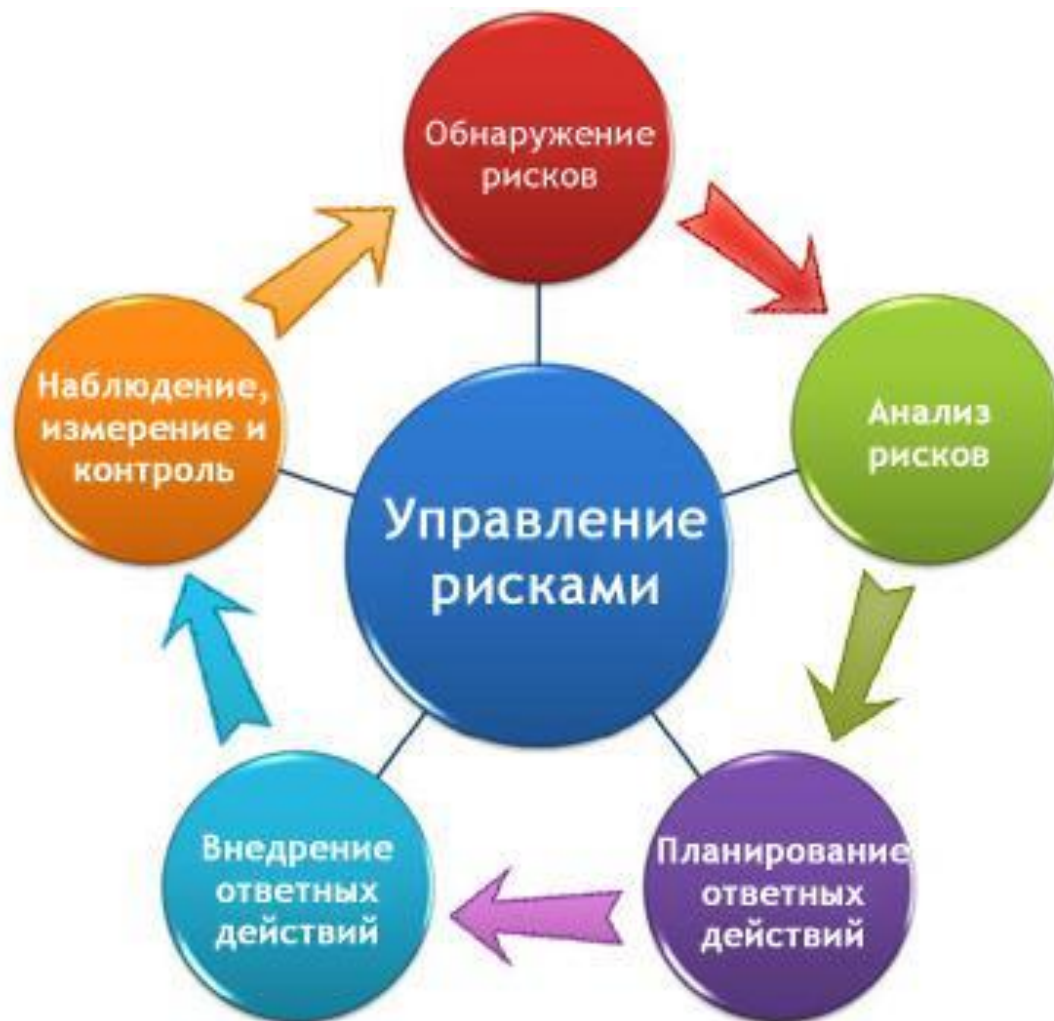 Обнаружение
рисков
Анализ
рисков
Планирование
ответных
действий
Внедрение
ответных
действий
Наблюдение,
измерение и
контроль
Управление
рисками